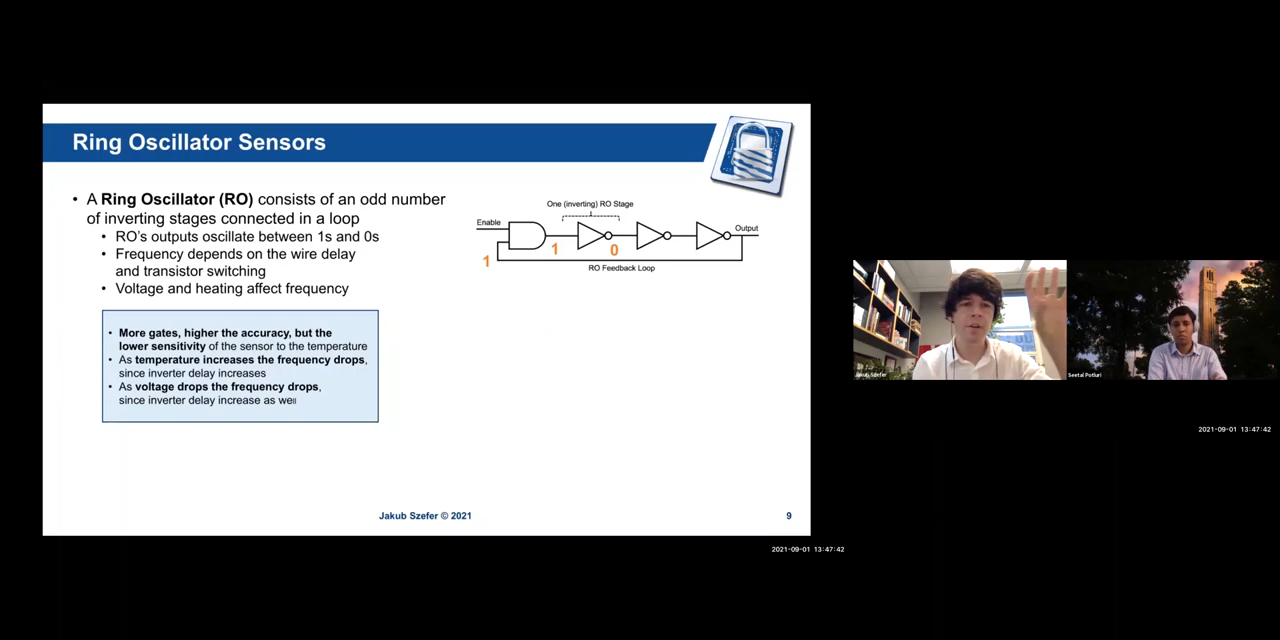 Ring Oscillator Sensors
• A Ring Oscillator (RO) consists of an odd number
of inverting stages connected in a loop
• RO's outputs oscillate between 1s and 0s
• Frequency depends on the wire delay
and transistor switching
• Voltage and heating affect frequency
• More gates, higher the accuracy, but the
lower sensitivity of the sensor to the temperature
• As temperature increases the frequency drops,
since inverter delay increases
• As voltage drops the frequency drops,
since inverter delay increase as well
One (inverting) RO Stage
Enable
Output
1
0
1
RO Feedback Loop
Jakub Szefer © 2021
9
Jakub Szefer
Seetal Potluri
2021-09-01 13:47:42
2021-09-01 13:47:42